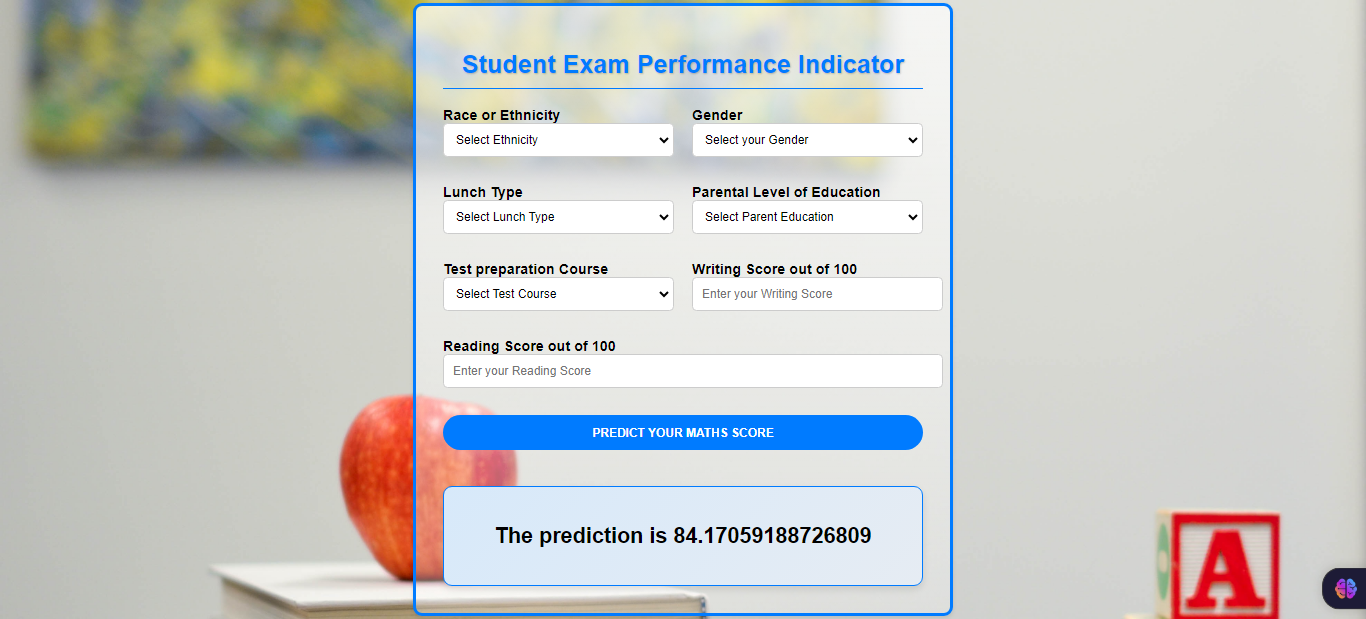 Student Exam Performance Indicator
Race or Ethnicity
Gender
Select Ethnicity
Select your Gender
Lunch Type
Parental Level of Education
Select Lunch Type
Select Parent Education
Test preparation Course
Writing Score out of 100
Select Test Course
Enter your Writing Score
Reading Score out of 100
Enter your Reading Score
PREDICT YOUR MATHS SCORE
The prediction is 84.17059188726809
A